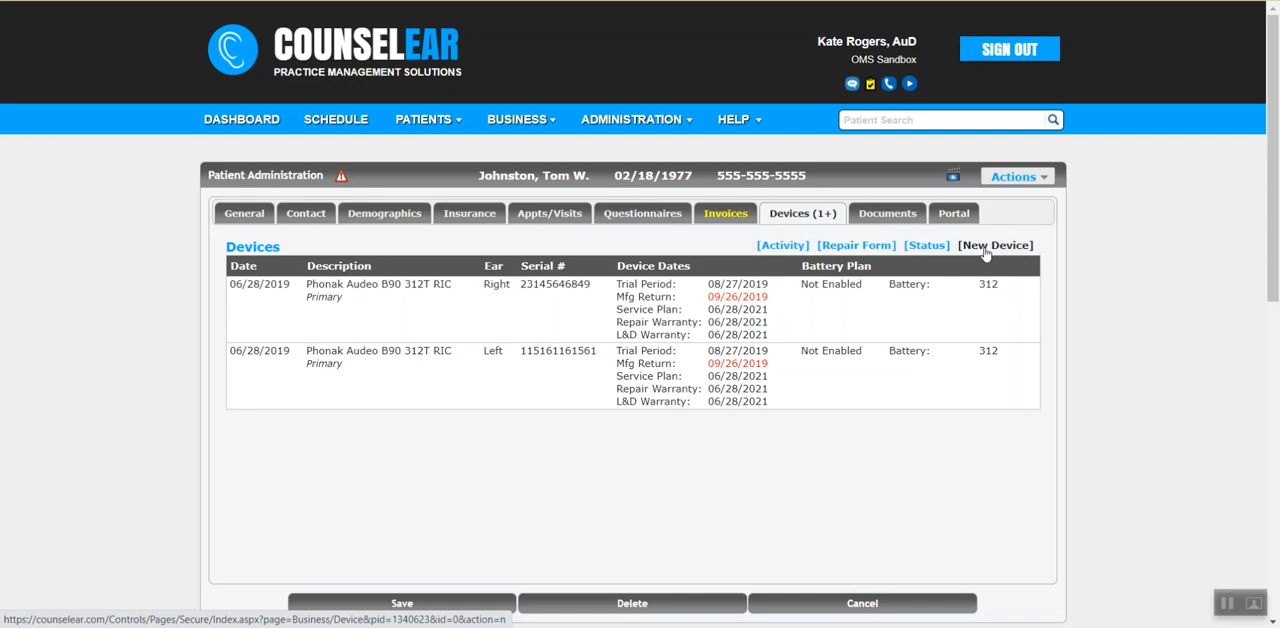 COUNSELEAR
PRACTICE MANAGEMENT SOLUTIONS
Kate Rogers, AuD
OMS Sandbox
SIGN OUT
DASHBOARD SCHEDULE PATIENTS BUSINESS ADMINISTRATION HELP Patient Search
Patient Administration Johnston, Tom W. 02/18/1977 555-555-5555 Actions
General Contact Demographics Insurance Appts/Visits Questionnaires Invoices Devices (1+) Documents Portal
Devices [Activity] [Repair Form] [Status] [New Device]
Date Description Ear Serial # Device Dates Battery Plan
06/28/2019 Phonak Audeo B90 312T RIC Right 23145646849 Trial Period: 08/27/2019 Not Enabled Battery: 312
Primary Mfg Return: 09/26/2019
Service Plan: 06/28/2021
Repair Warranty: 06/28/2021
L&D Warranty: 06/28/2021
06/28/2019 Phonak Audeo B90 312T RIC Left 115161161561 Trial Period: 08/27/2019 Not Enabled Battery: 312
Primary Mfg Return: 09/26/2019
Service Plan: 06/28/2021
Repair Warranty: 06/28/2021
L&D Warranty: 06/28/2021
Save Delete Cancel
https://counselear.com/Controls/Pages/Secure/Index.aspx?page=Business/Device&pid=1340623&id=0&action=n